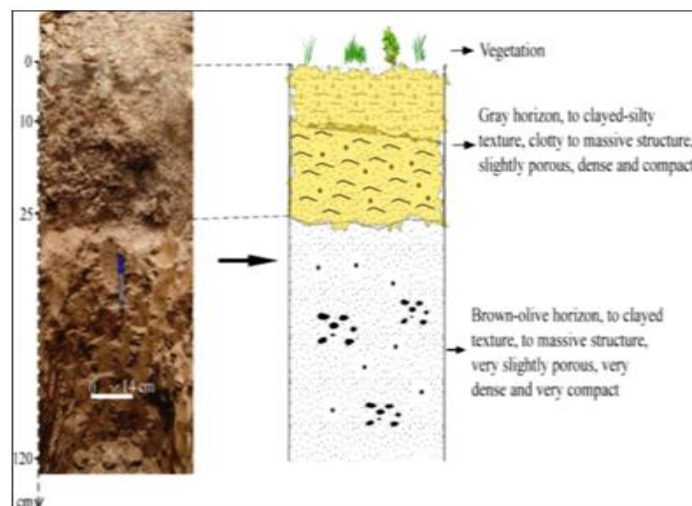 0
10
25
120
cm
0 14 cm
Vegetation
Gray horizon, to clayed-silty
texture, clotty to massive structure,
slightly porous, dense and compact
Brown-olive horizon, to clayed
texture, to massive structure,
very slightly porous, very
dense and very compact